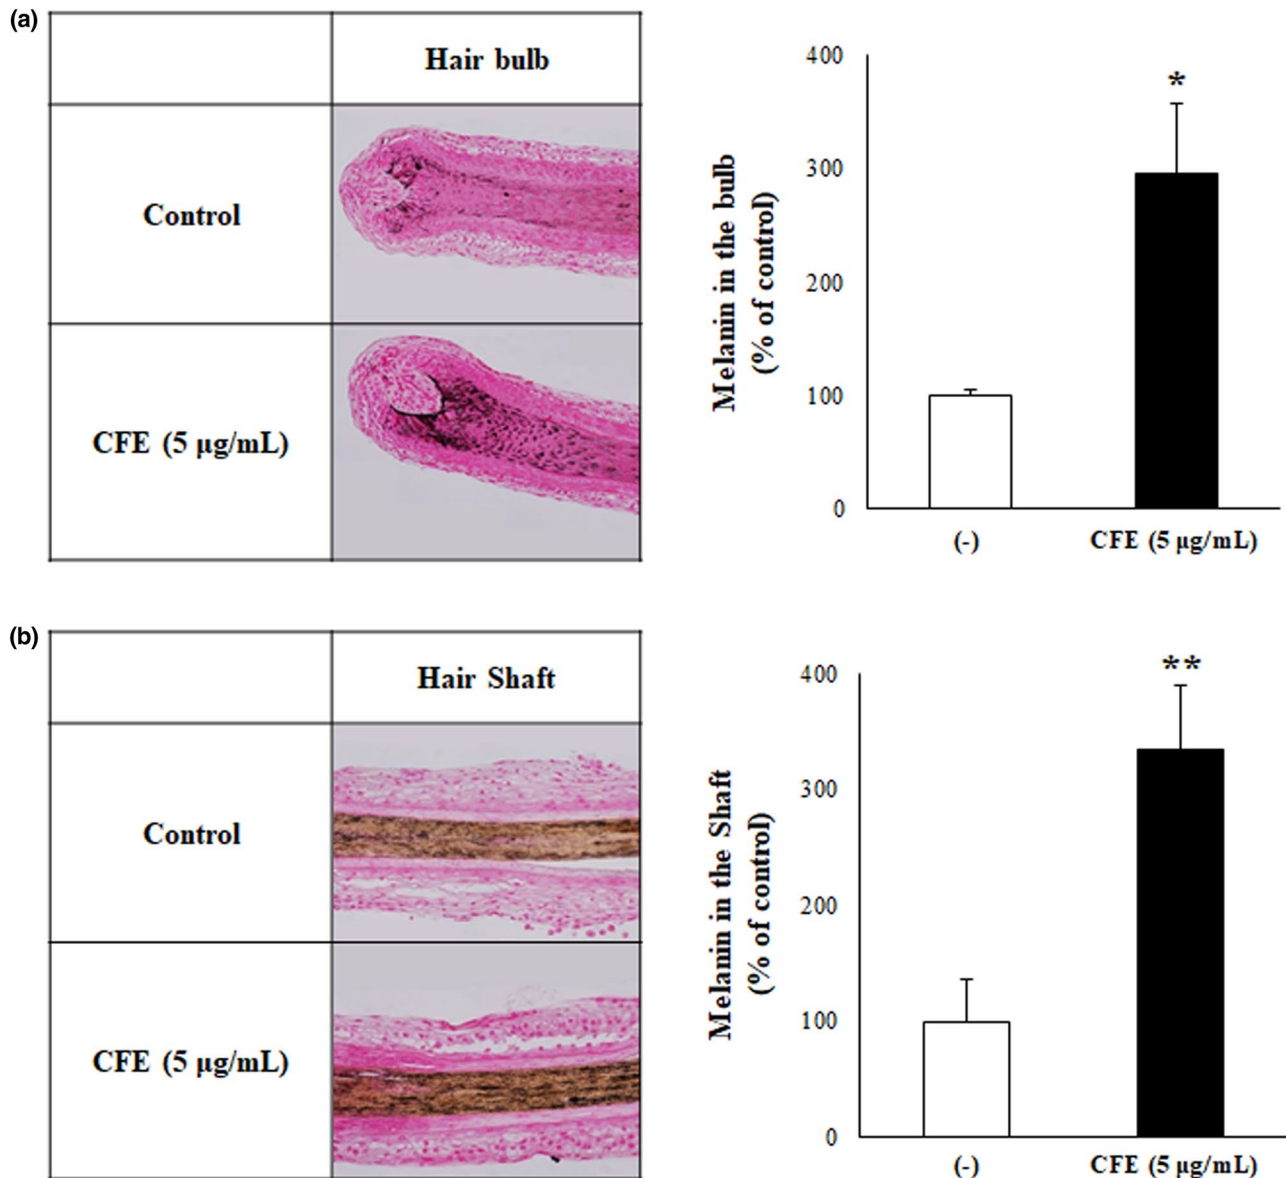 (a)
Hair bulb
Control
CFE (5 µg/mL)
Melanin in the bulb
(% of control)
400
300
200
100
0
*
(-)
CFE (5 µg/mL)
(b)
Hair Shaft
Control
CFE (5 µg/mL)
Melanin in the Shaft
(% of control)
400
300
200
100
0
**
(-)
CFE (5 µg/mL)